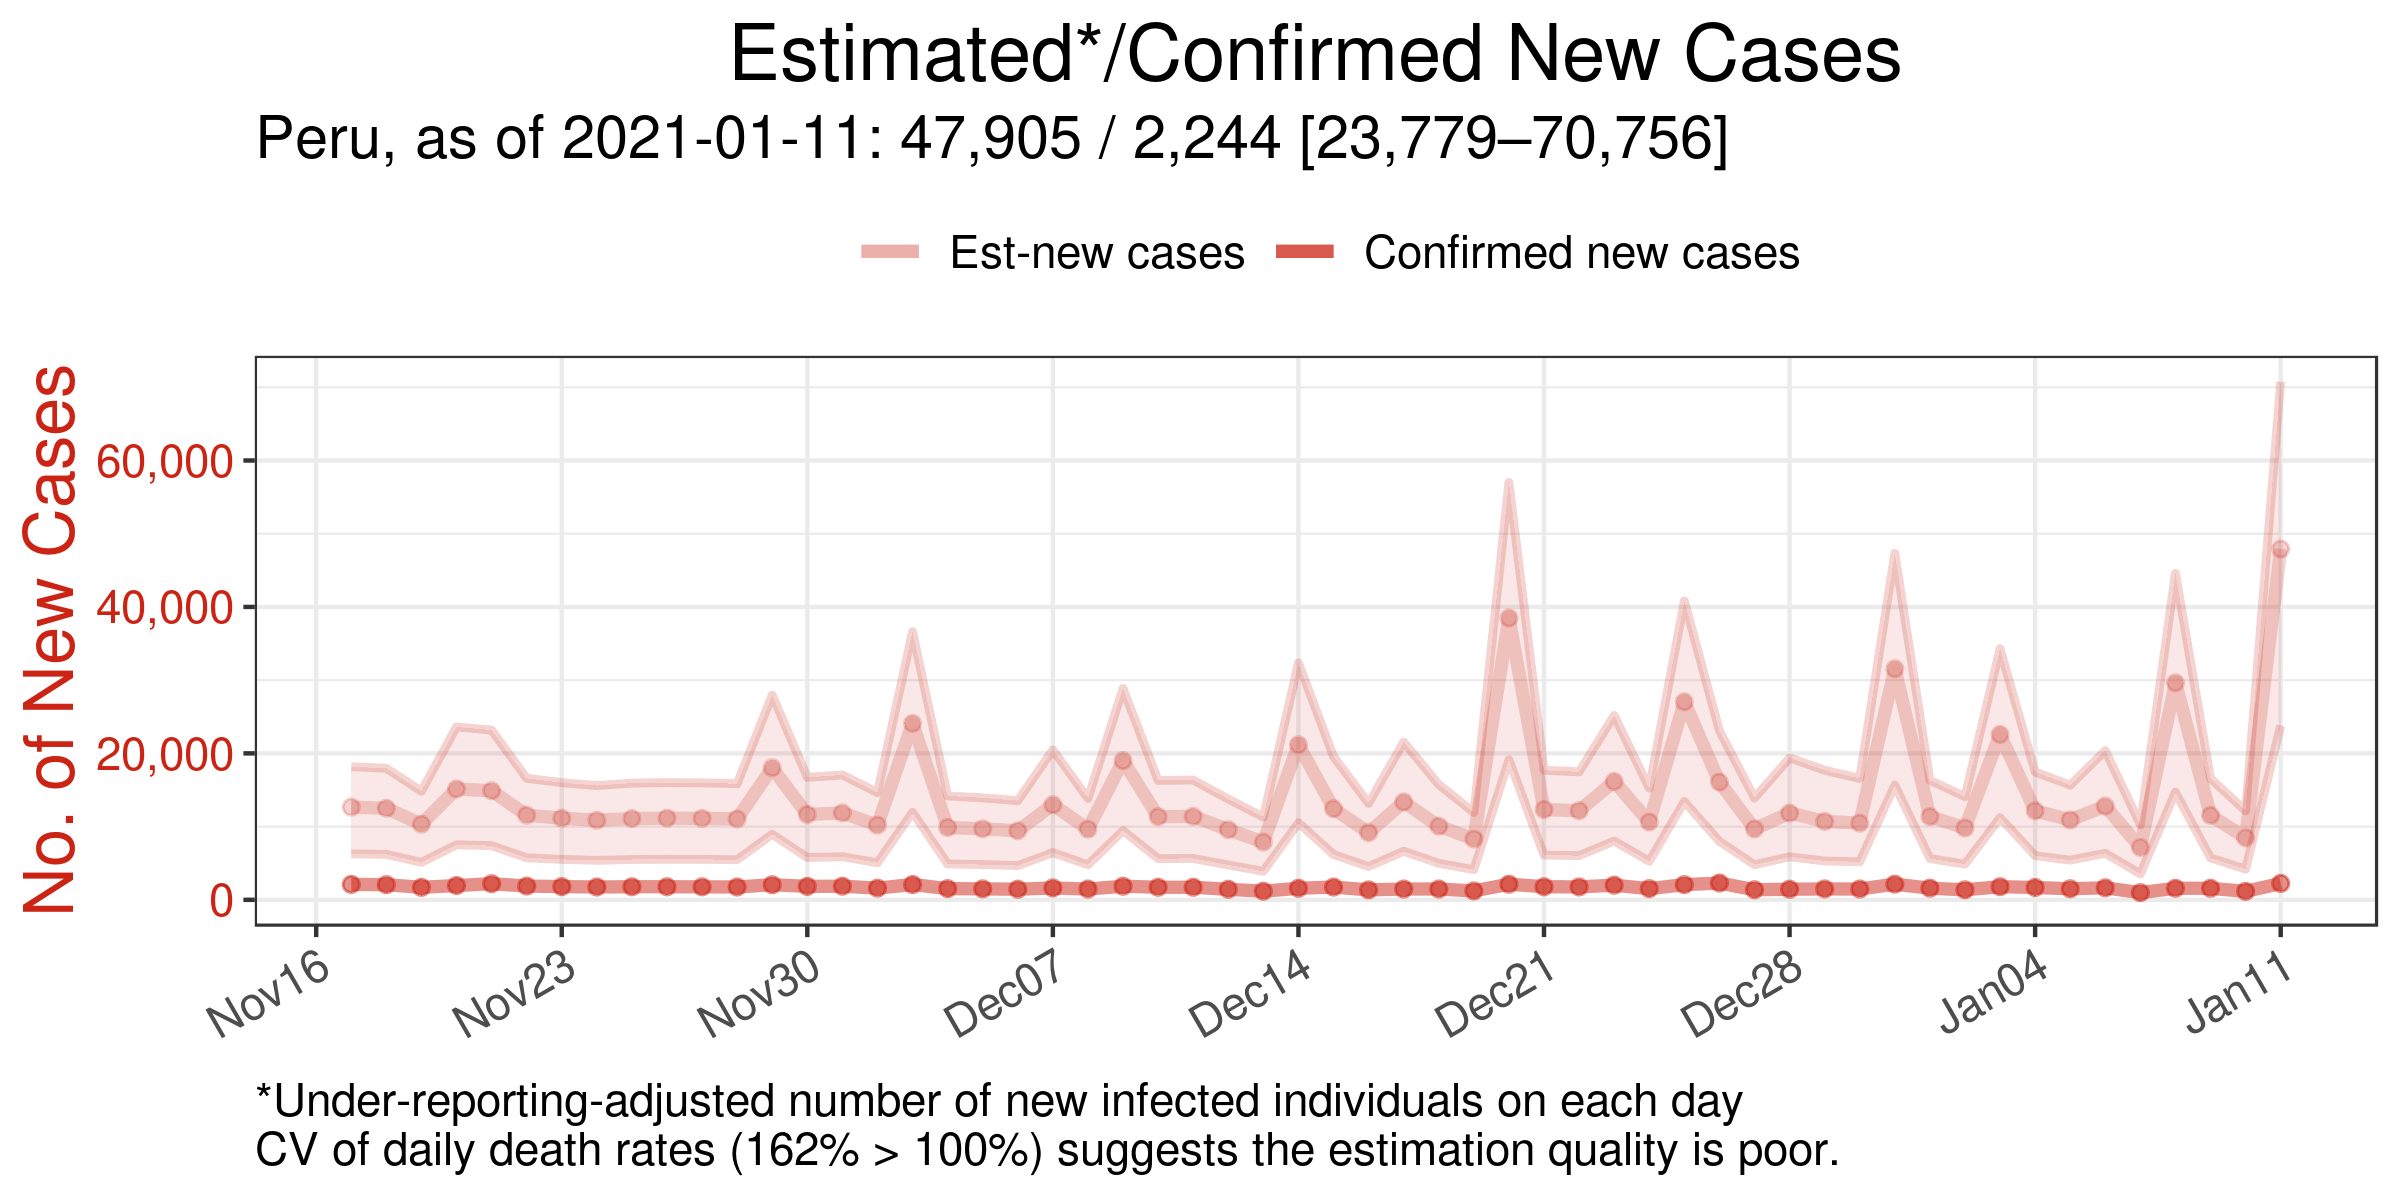 Estimated*/Confirmed New Cases
Peru, as of 2021-01-11: 47,905 / 2,244 [23,779–70,756]
Est-new cases
Confirmed new cases
No. of New Cases
60,000
40,000
20,000
0
Nov16
Nov23
Nov30
Dec07
Dec14
Dec21
Dec28
Jan04
Jan11
*Under-reporting-adjusted number of new infected individuals on each day
CV of daily death rates (162% > 100%) suggests the estimation quality is poor.